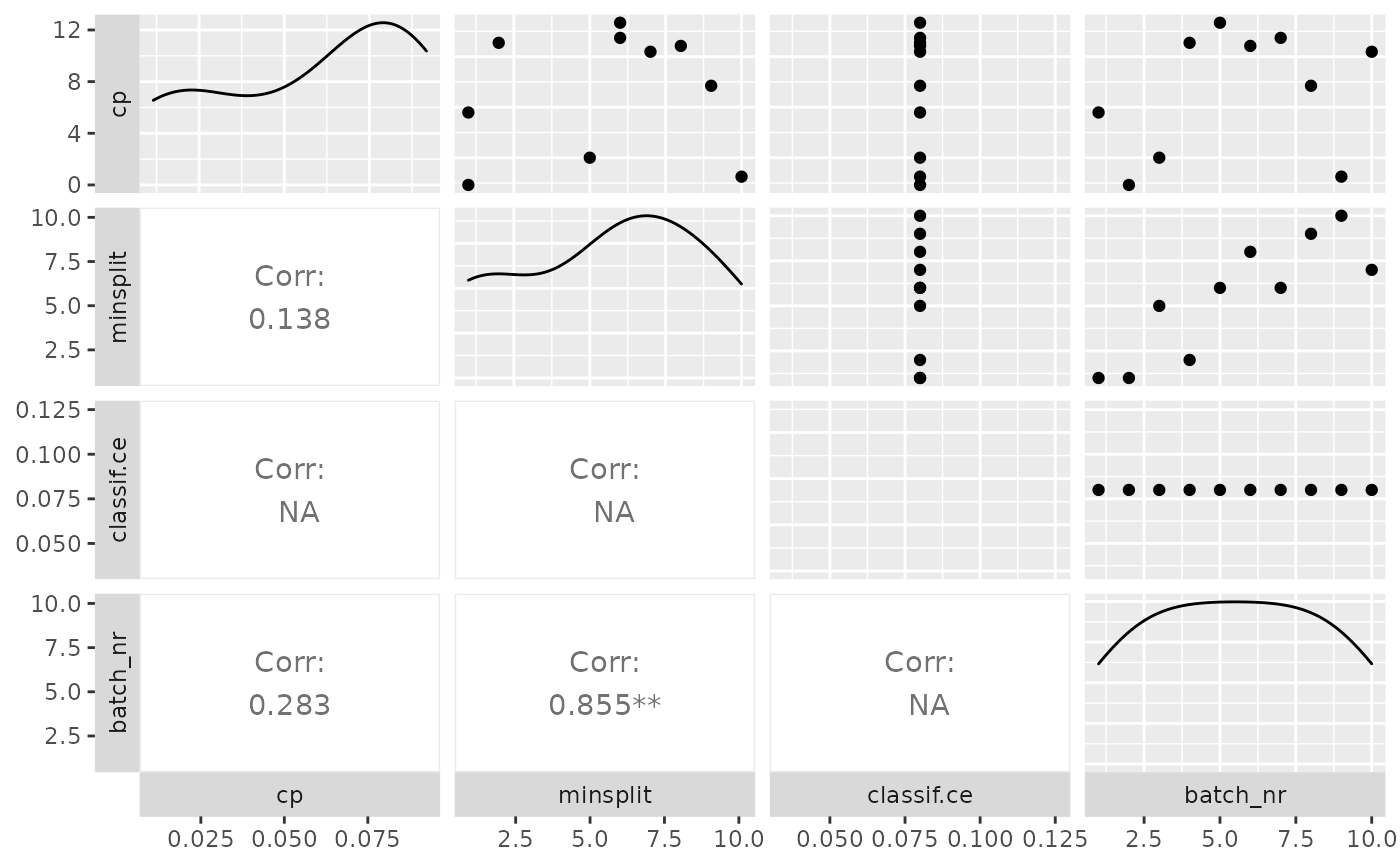 12
8
4
0
cp
10.0
7.5
5.0
2.5
minsplit
Corr:
0.138
0.125
0.100
0.075
0.050
classif.ce
Corr:
NA
Corr:
NA
10.0
7.5
5.0
2.5
batch_nr
Corr:
0.283
Corr:
0.855**
Corr:
NA
cp
minsplit
classif.ce
batch_nr
0.025 0.050 0.075
2.5 5.0 7.5 10.0
0.050 0.075 0.100 0.125
2.5 5.0 7.5 10.0